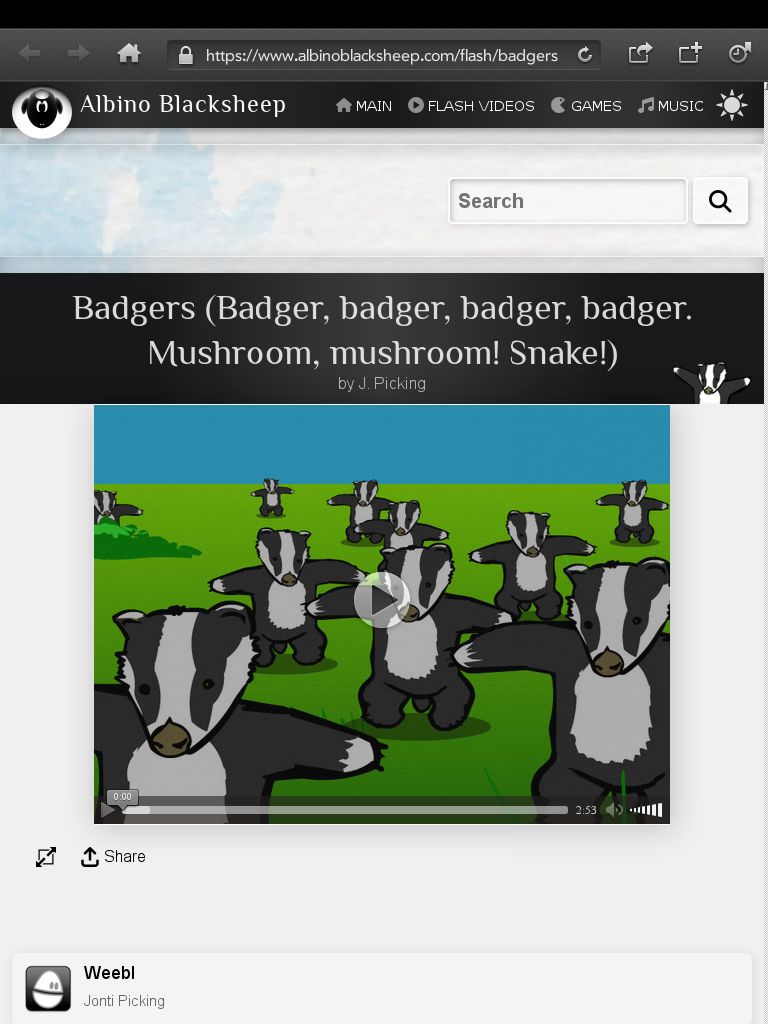 https://www.albinoblacksheep.com/flash/badgers
Albino Blacksheep
MAIN FLASH VIDEOS GAMES MUSIC
Search
Badgers (Badger, badger, badger, badger.
Mushroom, mushroom! Snake!)
by J. Picking
0:00
2:53
Share
Weebl
Jonti Picking